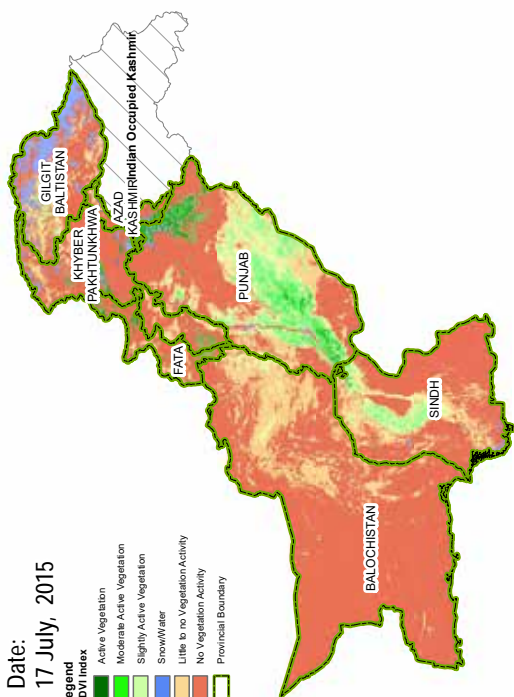 Date:
17 July, 2015
egend
DVI Index
Active Vegetation
Moderate Active Vegetation
Slightly Active Vegetation
Snow/Water
Little to no Vegetation Activity
No Vegetation Activity
Provincial Boundary
GILGIT
BALTISTAN
KHYBER
PAKHTUNKHWA
AZAD
KASHMIR
Indian Occupied Kashmir
FATA
PUNJAB
BALOCHISTAN
SINDH